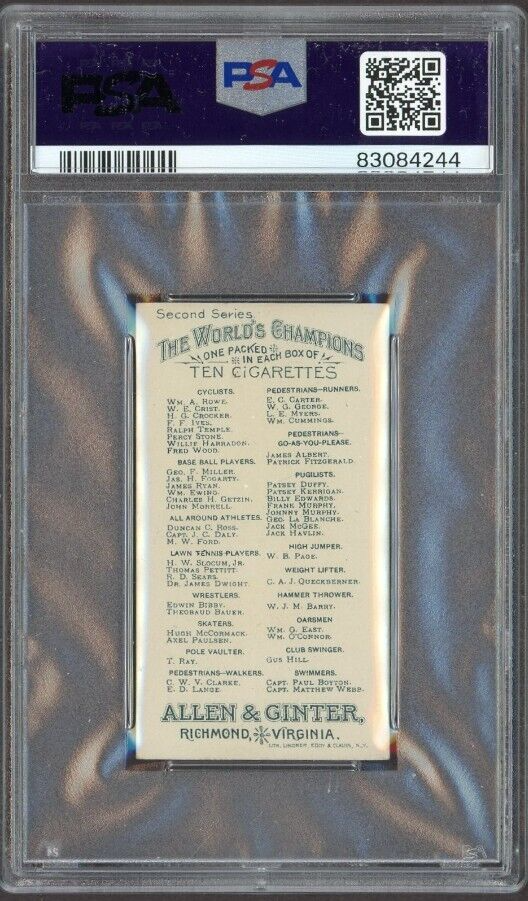 PSA
PSA
83084244
Second Series
THE WORLD'S CHAMPIONS
ONE PACKED IN EACH BOX OF
TEN CIGARETTES
CYCLISTS.
WM. A. ROWE.
W. E. CRIST.
H. G. CROCKER.
F. F. IVES.
RALPH TEMPLE.
PERCY STONE.
WILLIE HARRADON.
FRED WOOD.
BASE BALL PLAYERS.
GEO. F. MILLER.
JAS. H. FOGARTY.
JAMES RYAN.
WM. EWING.
CHARLES H. GETZIN.
JOHN MORRELL.
ALL AROUND ATHLETES.
DUNCAN C. ROSS.
CAPT. J. C. DALY.
M. W. FORD.
LAWN TENNIS-PLAYERS.
H. W. SLOCUM, JR.
THOMAS PETTITT.
R. D. SEARS.
DR. JAMES DWIGHT.
WRESTLERS.
EDWIN BIBBY.
THEOBAUD BAUER.
SKATERS.
HUGH MCCORMACK.
AXEL PAULSEN.
POLE VAULTER.
T. RAY.
PEDESTRIANS-WALKERS.
C. W. V. CLARKE.
E. D. LANGE.
PEDESTRIANS-RUNNERS.
E. C. CARTER.
W. G. GEORGE.
L. E. MYERS.
WM. CUMMINGS.
PEDESTRIANS-
GO-AS-YOU-PLEASE.
JAMES ALBERT.
PATRICK FITZGERALD.
PUGILISTS.
PATSEY DUFFY.
PATSEY KERRIGAN.
BILLY EDWARDS.
FRANK MURPHY.
JOHNNY MURPHY.
GEO. LA BLANCHE.
JACK MCGEE.
JACK HAVLIN.
HIGH JUMPER.
W. B. PAGE.
WEIGHT LIFTER.
C. A. J. QUECKBERNER.
HAMMER THROWER.
W. J. M. BARRY.
OARSMEN
WM. G. EAST.
WM. O'CONNOR.
CLUB SWINGER.
GUS HILL.
SWIMMERS.
CAPT. PAUL BOYTON.
CAPT. MATTHEW WEBB.
ALLEN & GINTER,
RICHMOND, VIRGINIA.
LITH. LINDNER, EDDY & CLAUSS, N.Y.
PSA